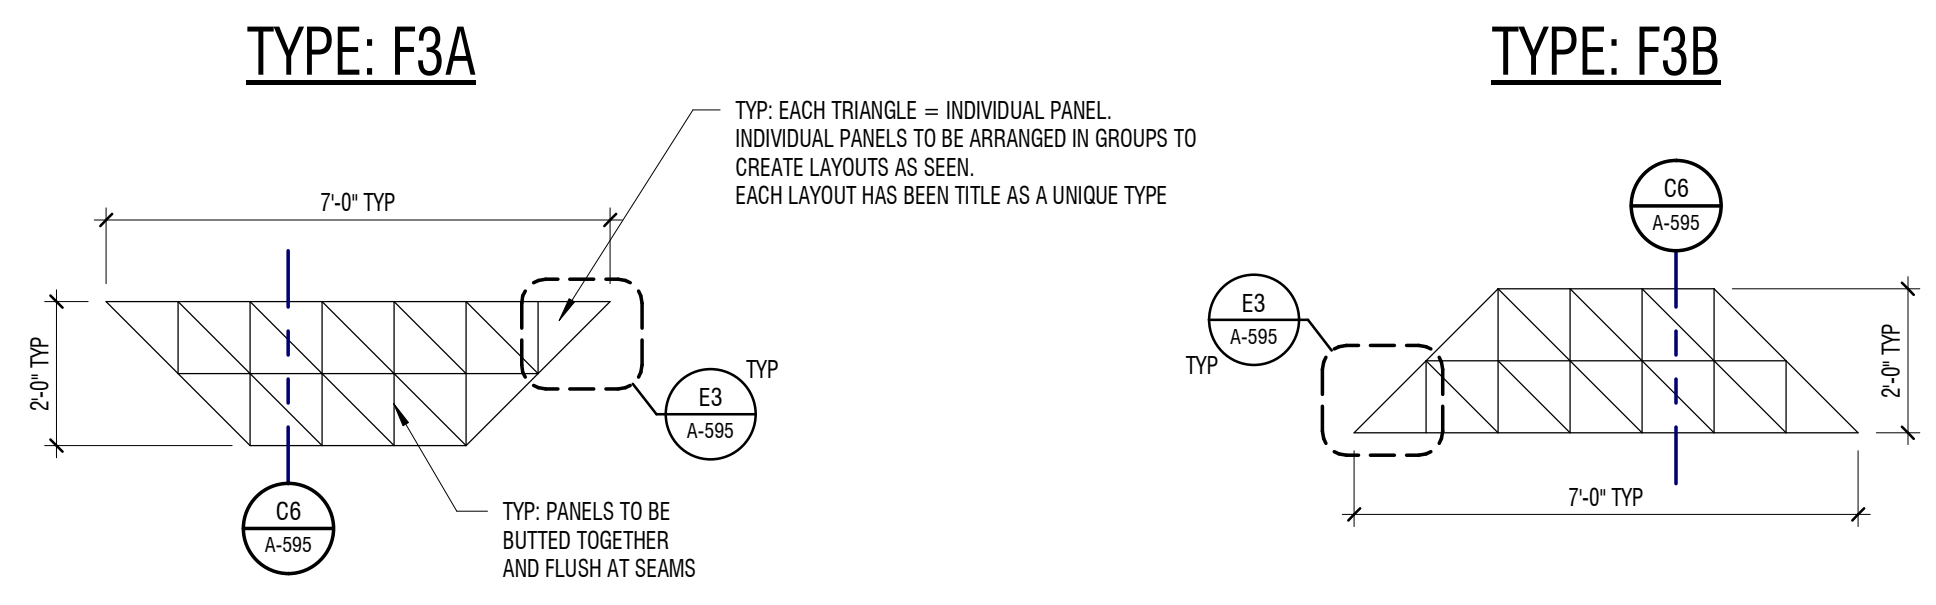 TYPE: F3A
TYPE: F3B
TYP: EACH TRIANGLE = INDIVIDUAL PANEL.
INDIVIDUAL PANELS TO BE ARRANGED IN GROUPS TO
CREATE LAYOUTS AS SEEN.
EACH LAYOUT HAS BEEN TITLE AS A UNIQUE TYPE
7'-0" TYP
2'-0" TYP
E3
A-595
TYP
C6
A-595
TYP: PANELS TO BE
BUTTED TOGETHER
AND FLUSH AT SEAMS
C6
A-595
E3
A-595
TYP
2'-0" TYP
7'-0" TYP